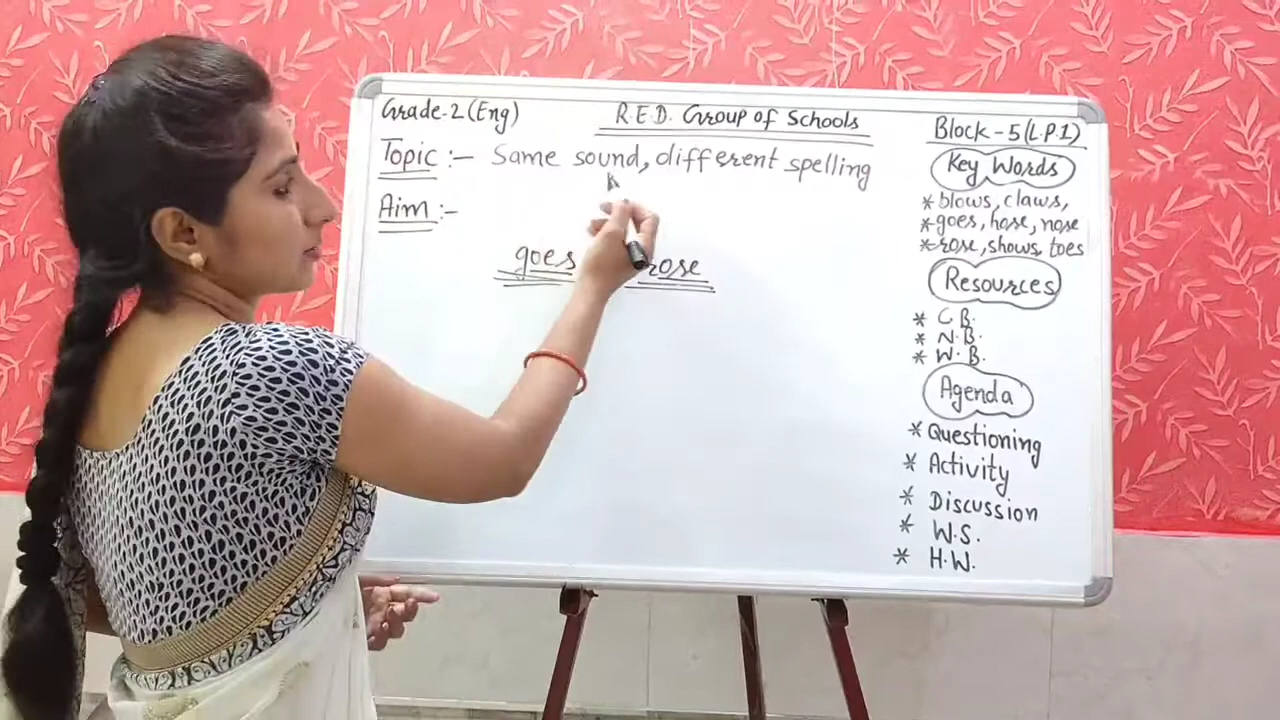 Grade-2 (Eng)
R.E.D. Group of Schools
Block-5 (L.P.1)
Topic :- Same sound, different spelling
Aim :-
goes rose
Key Words
* blows, claws,
* goes, hose, nose
* rose, shows, toes
Resources
* C.B.
* N.B.
* W.B.
Agenda
* Questioning
* Activity
* Discussion
* W.S.
* H.W.